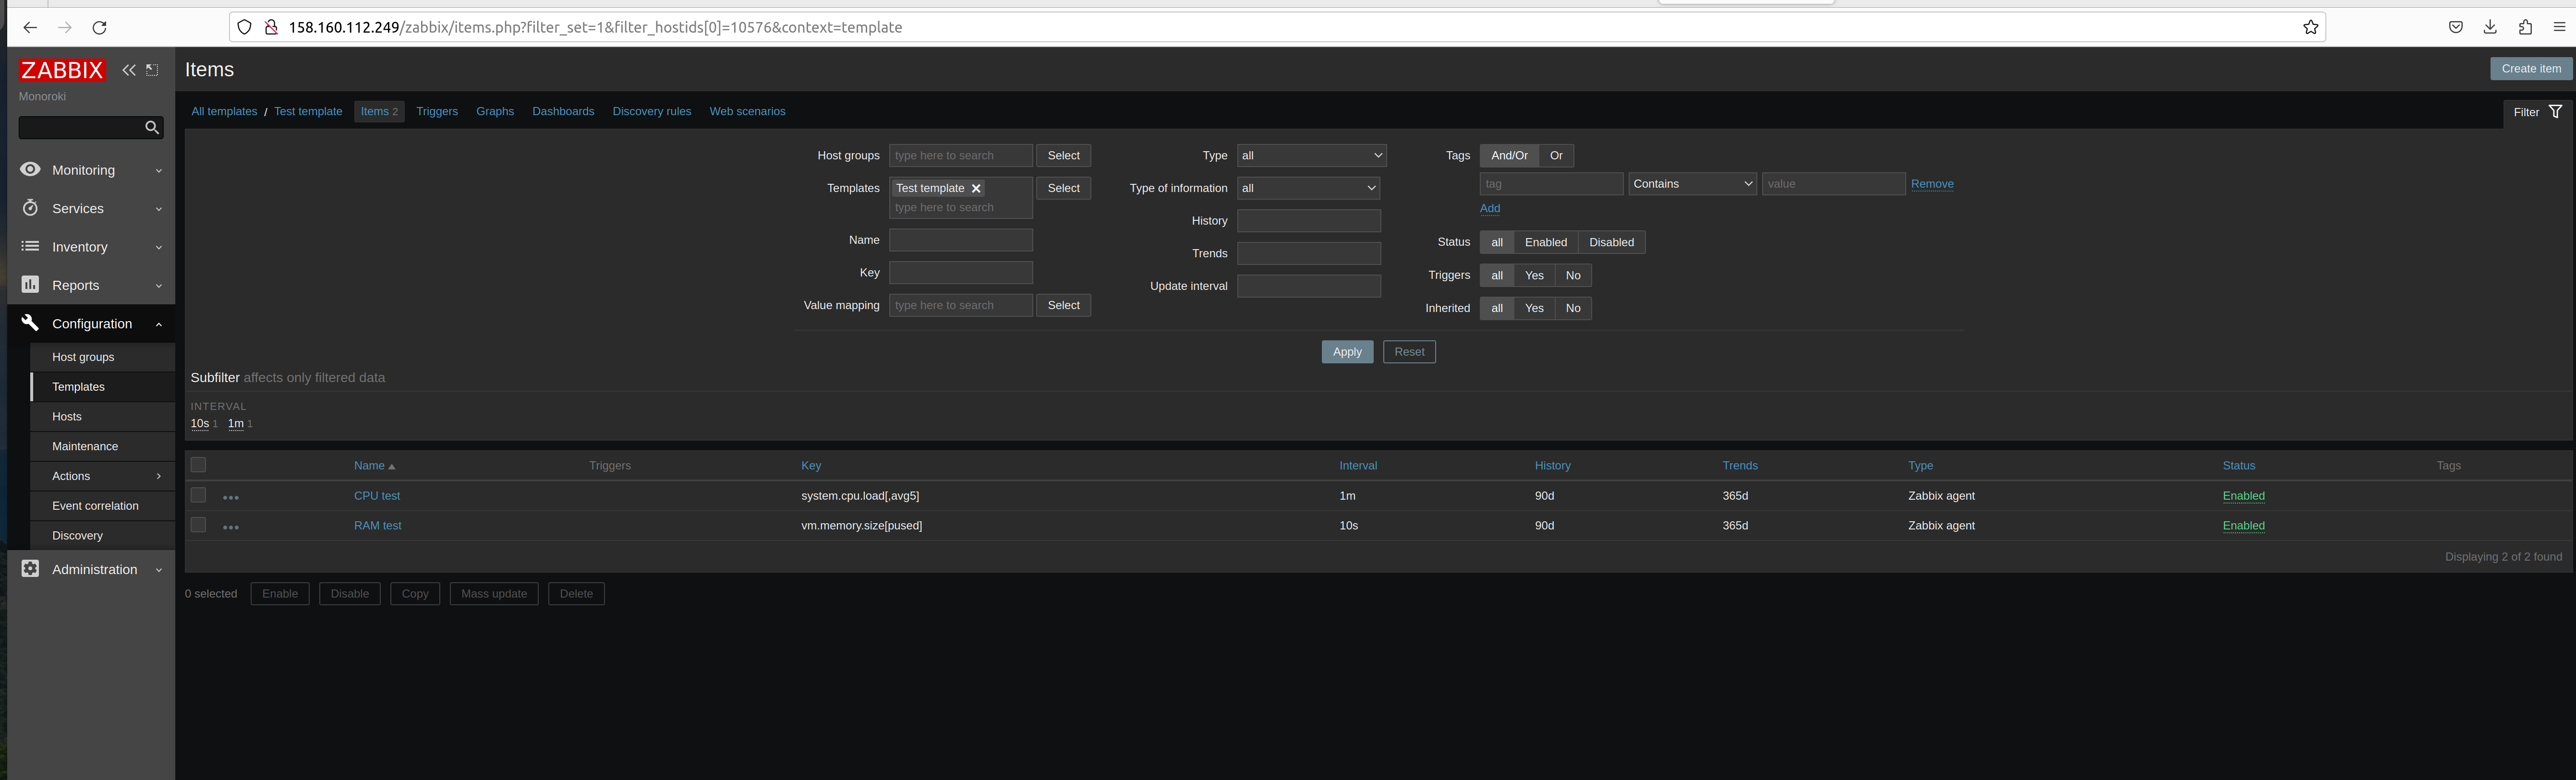 158.160.112.249/zabbix/items.php?filter_set=1&filter_hostids[0]=10576&context=template
ZABBIX
Monoroki
Monitoring
Services
Inventory
Reports
Configuration
Host groups
Templates
Hosts
Maintenance
Actions
Event correlation
Discovery
Administration
Items
Create item
All templates / Test template Items 2 Triggers Graphs Dashboards Discovery rules Web scenarios
Filter
Host groups type here to search Select
Templates Test template Select
type here to search
Name
Key
Value mapping type here to search Select
Type all
Type of information all
History
Trends
Update interval
Tags And/Or Or
tag Contains value Remove
Add
Status all Enabled Disabled
Triggers all Yes No
Inherited all Yes No
Apply Reset
Subfilter affects only filtered data
INTERVAL
10s 1 1m 1
Name Triggers Key Interval History Trends Type Status Tags
CPU test system.cpu.load[,avg5] 1m 90d 365d Zabbix agent Enabled
RAM test vm.memory.size[pused] 10s 90d 365d Zabbix agent Enabled
Displaying 2 of 2 found
0 selected Enable Disable Copy Mass update Delete